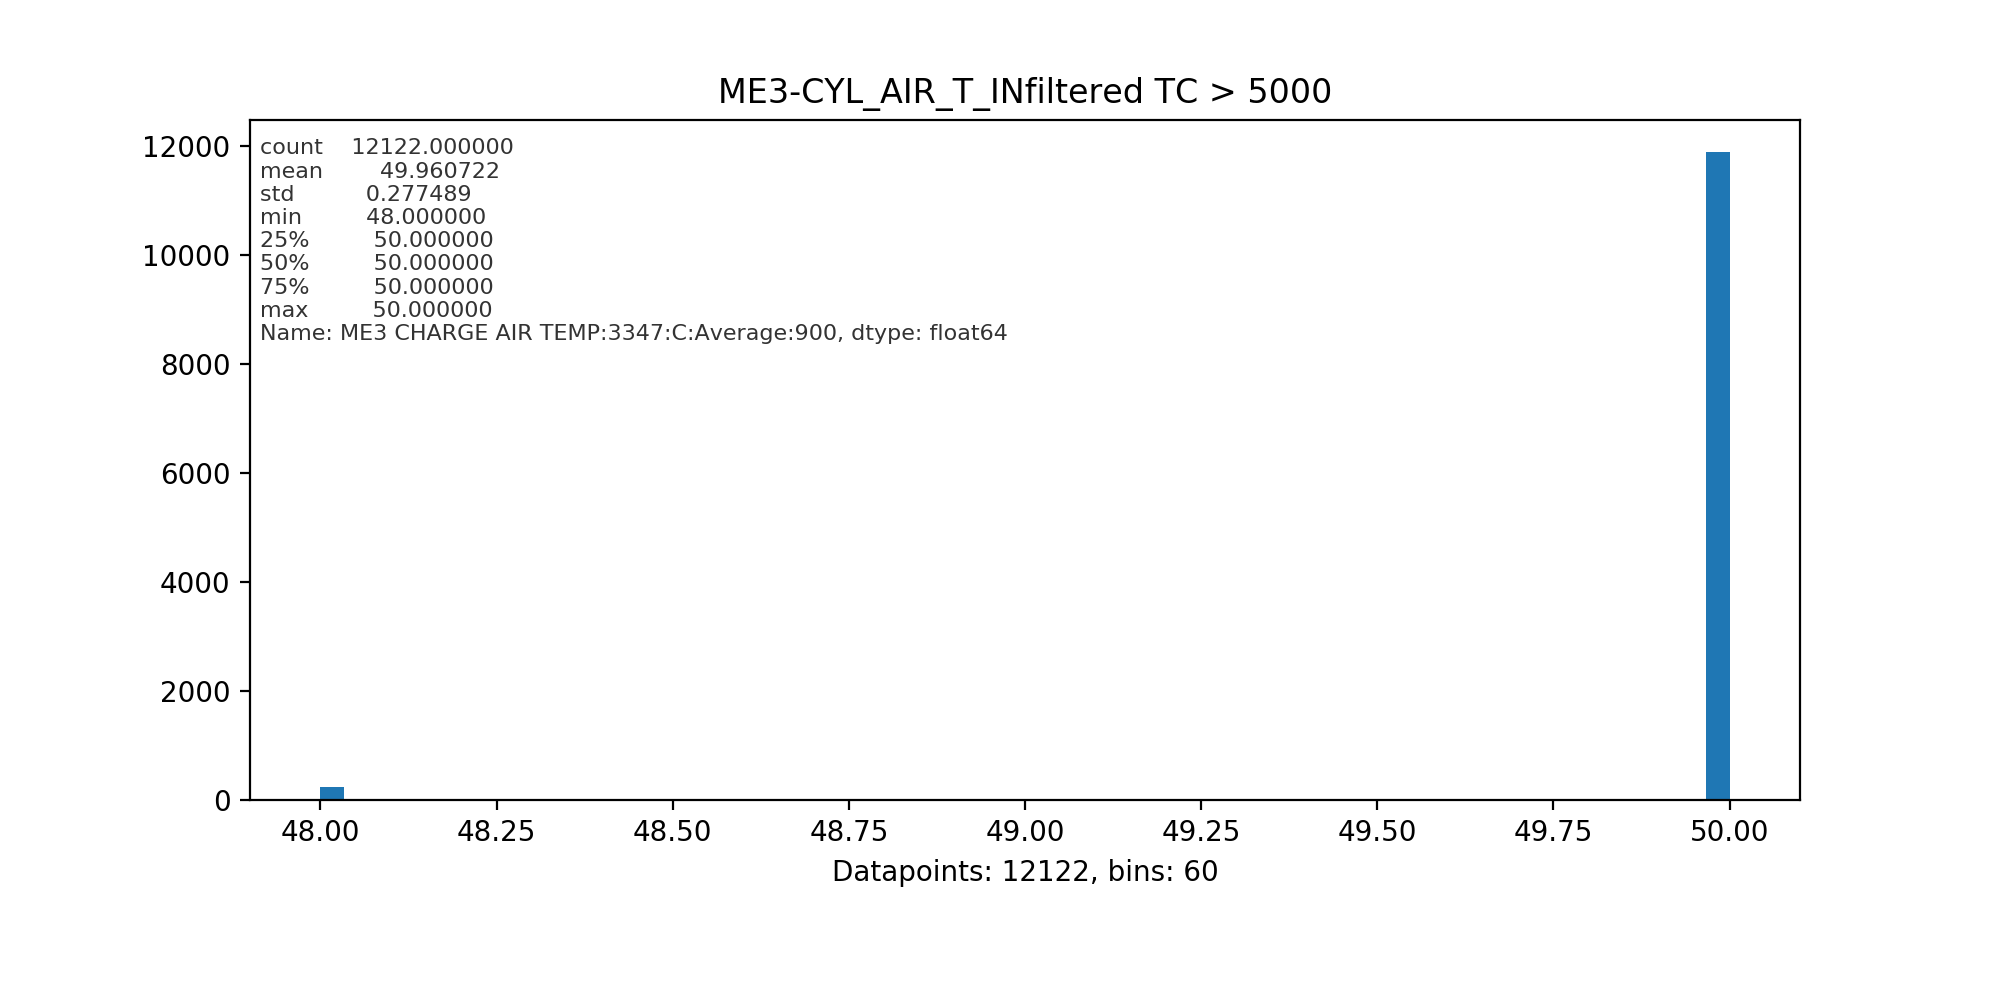 ME3-CYL_AIR_T_INfiltered TC > 5000
12000
10000
8000
6000
4000
2000
0
count 12122.000000
mean 49.960722
std 0.277489
min 48.000000
25% 50.000000
50% 50.000000
75% 50.000000
max 50.000000
Name: ME3 CHARGE AIR TEMP:3347:C:Average:900, dtype: float64
48.00 48.25 48.50 48.75 49.00 49.25 49.50 49.75 50.00
Datapoints: 12122, bins: 60